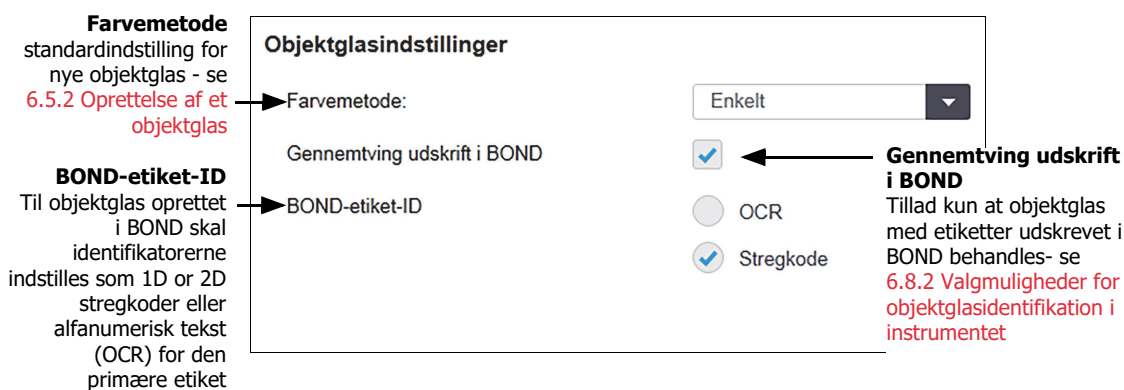 Farvemetode
standardindstilling for
nye objektglas - se
6.5.2 Oprettelse af et
objektglas
BOND-etiket-ID
Til objektglas oprettet
i BOND skal
identifikatorerne
indstilles som 1D or 2D
stregkoder eller
alfanumerisk tekst
(OCR) for den
primære etiket
Objektglasindstillinger
Farvemetode:
Enkelt
Gennemtving udskrift i BOND
BOND-etiket-ID
OCR
Stregkode
Gennemtving udskrift
i BOND
Tillad kun at objektglas
med etiketter udskrevet i
BOND behandles- se
6.8.2 Valgmuligheder for
objektglasidentifikation i
instrumentet